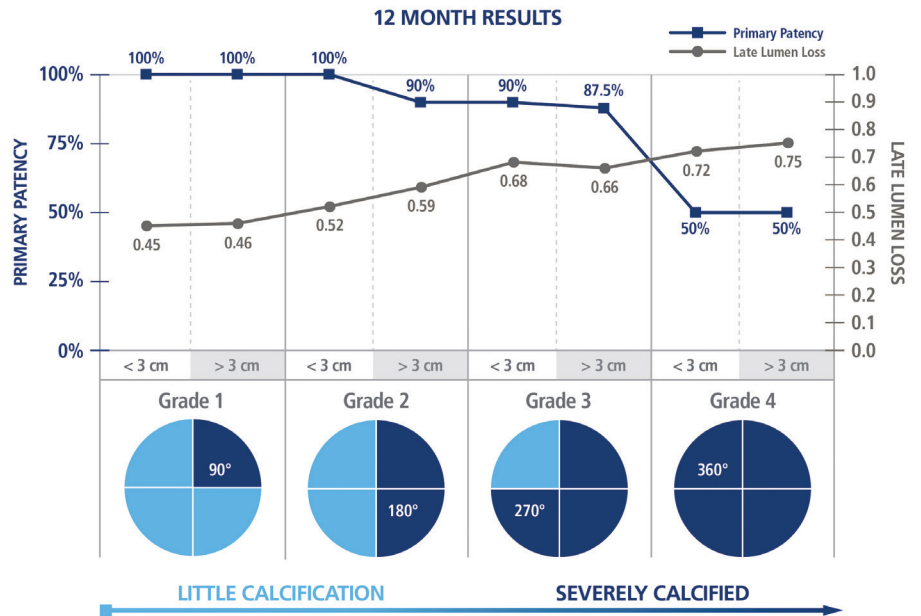 12 MONTH RESULTS
Primary Patency
Late Lumen Loss
PRIMARY PATENCY
100%
75%
50%
25%
0%
100% 100% 100% 90% 90% 87.5% 50% 50%
0.45 0.46 0.52 0.59 0.68 0.66 0.72 0.75
1.0
0.9
0.8
0.7
0.6
0.5
0.4
0.3
0.2
0.1
0.0
LATE LUMEN LOSS
< 3 cm > 3 cm < 3 cm > 3 cm < 3 cm > 3 cm < 3 cm > 3 cm
Grade 1 Grade 2 Grade 3 Grade 4
90° 180° 270° 360°
LITTLE CALCIFICATION SEVERELY CALCIFIED